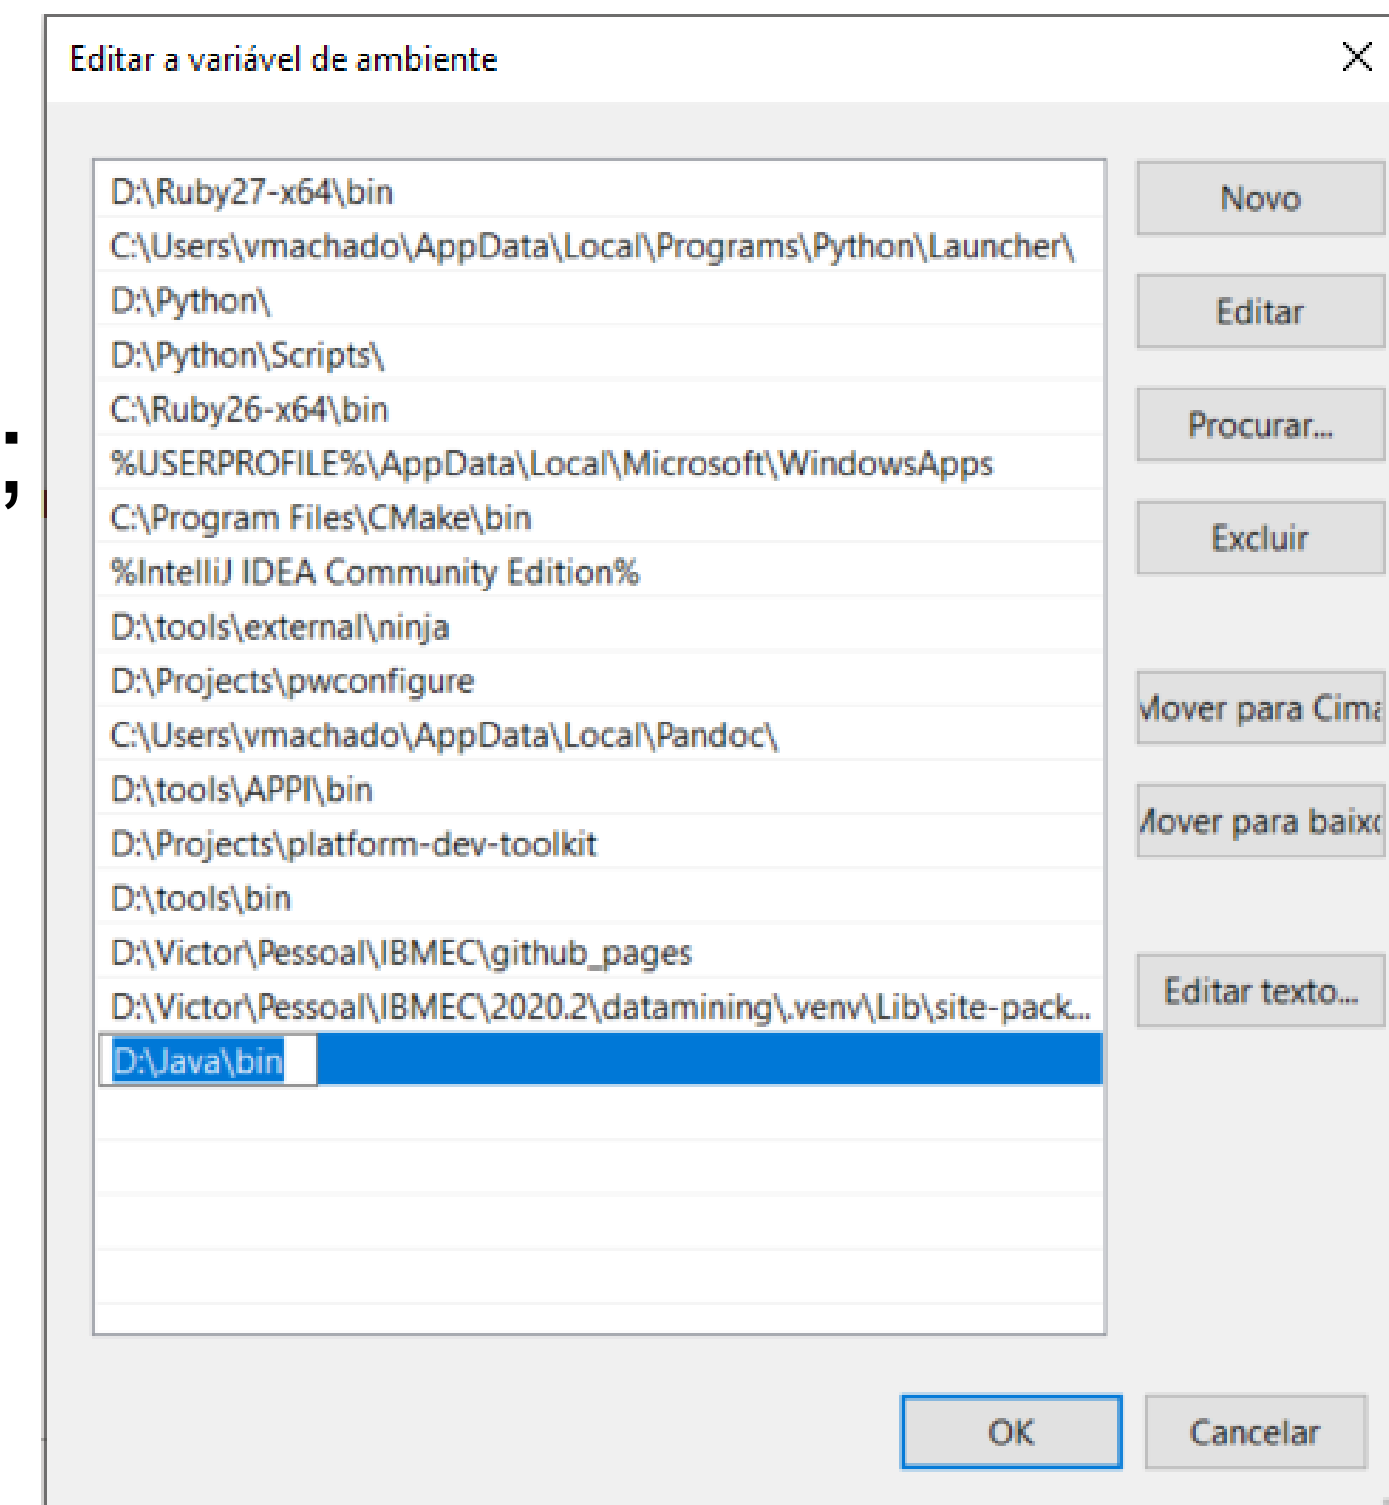 Editar a variável de ambiente
D:\Ruby27-x64\bin
C:\Users\vmachado\AppData\Local\Programs\Python\Launcher\
D:\Python\
D:\Python\Scripts\
C:\Ruby26-x64\bin
%USERPROFILE%\AppData\Local\Microsoft\WindowsApps
C:\Program Files\CMake\bin
%IntelliJ IDEA Community Edition%
D:\tools\external\ninja
D:\Projects\pwconfigure
C:\Users\vmachado\AppData\Local\Pandoc\
D:\tools\APPI\bin
D:\Projects\platform-dev-toolkit
D:\tools\bin
D:\Victor\Pessoal\IBMEC\github_pages
D:\Victor\Pessoal\IBMEC\2020.2\datamining\.venv\Lib\site-pack...
D:\Java\bin
Novo
Editar
Procurar...
Excluir
Mover para Cima
Mover para baixo
Editar texto...
OK
Cancelar
;